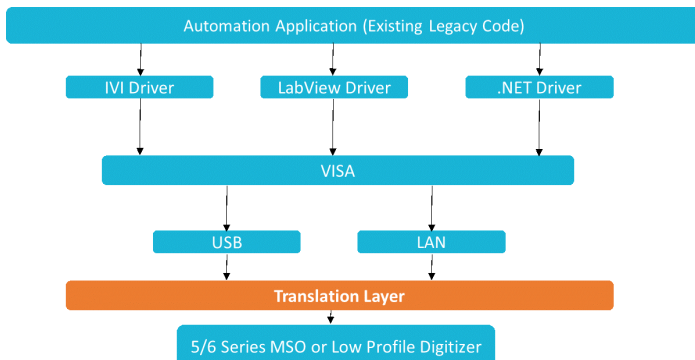 Automation Application (Existing Legacy Code)
IVI Driver
LabView Driver
.NET Driver
VISA
USB
LAN
Translation Layer
5/6 Series MSO or Low Profile Digitizer